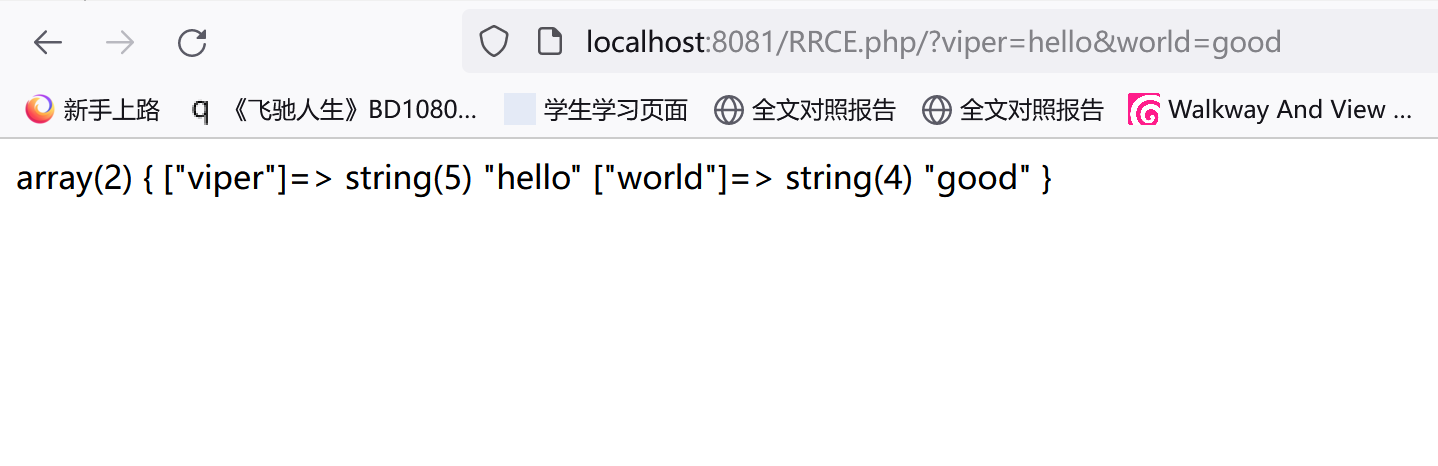 localhost:8081/RRCE.php/?viper=hello&world=good
新手上路 q 《飞驰人生》BD1080... 学生学习页面 全文对照报告 全文对照报告 Walkway And View ...
array(2) { ["viper"]=> string(5) "hello" ["world"]=> string(4) "good" }